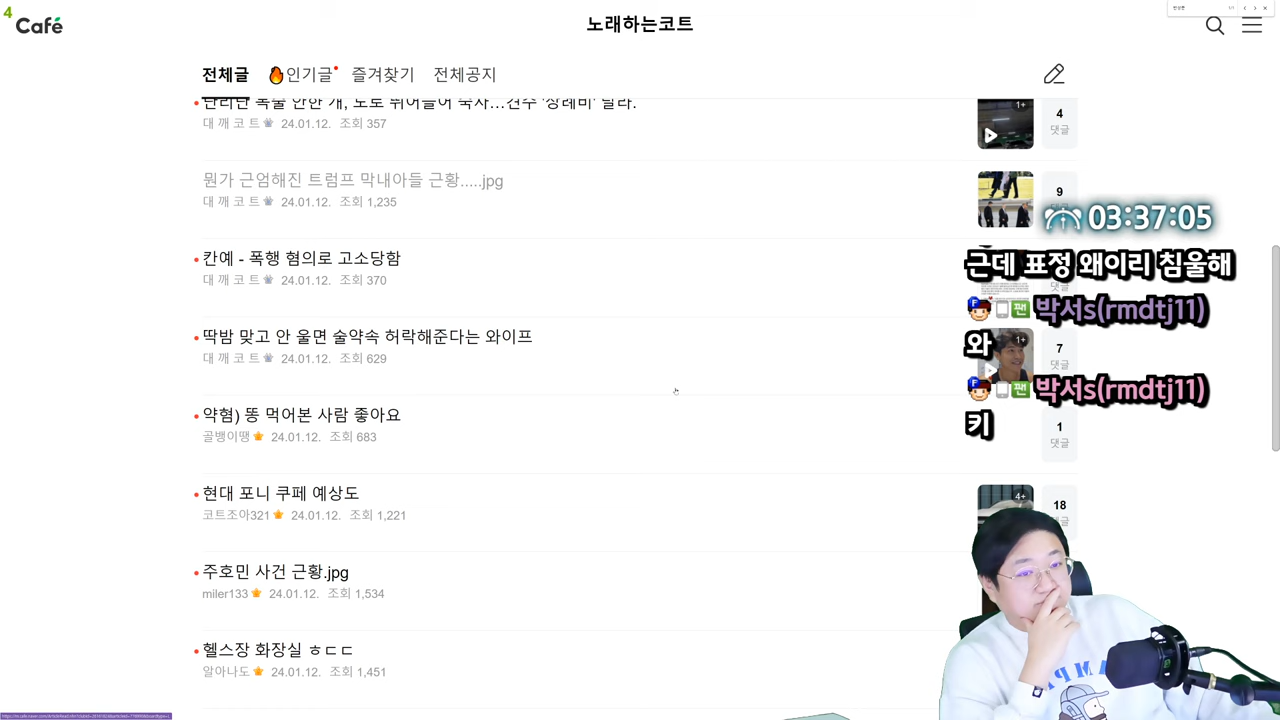 4
Café
노래하는코트
전체글 인기글 즐겨찾기 전체공지
대 깨 코 트 24.01.12. 조회 357
1+
4
댓글
뭔가 근엄해진 트럼프 막내아들 근황.....jpg
대 깨 코 트 24.01.12. 조회 1,235
9
03:37:05
칸예 - 폭행 혐의로 고소당함
대 깨 코 트 24.01.12. 조회 370
댓글
근데 표정 왜이리 침울해
박서s(rmdtj11)
와
딱밤 맞고 안 울면 술약속 허락해준다는 와이프
대 깨 코 트 24.01.12. 조회 629
1+
7
댓글
박서s(rmdtj11)
키
약혐) 똥 먹어본 사람 좋아요
골뱅이땡 24.01.12. 조회 683
1
댓글
현대 포니 쿠페 예상도
코트조아321 24.01.12. 조회 1,221
4+
18
주호민 사건 근황.jpg
miler133 24.01.12. 조회 1,534
헬스장 화장실 ㅎㄷㄷ
알아나도 24.01.12. 조회 1,451